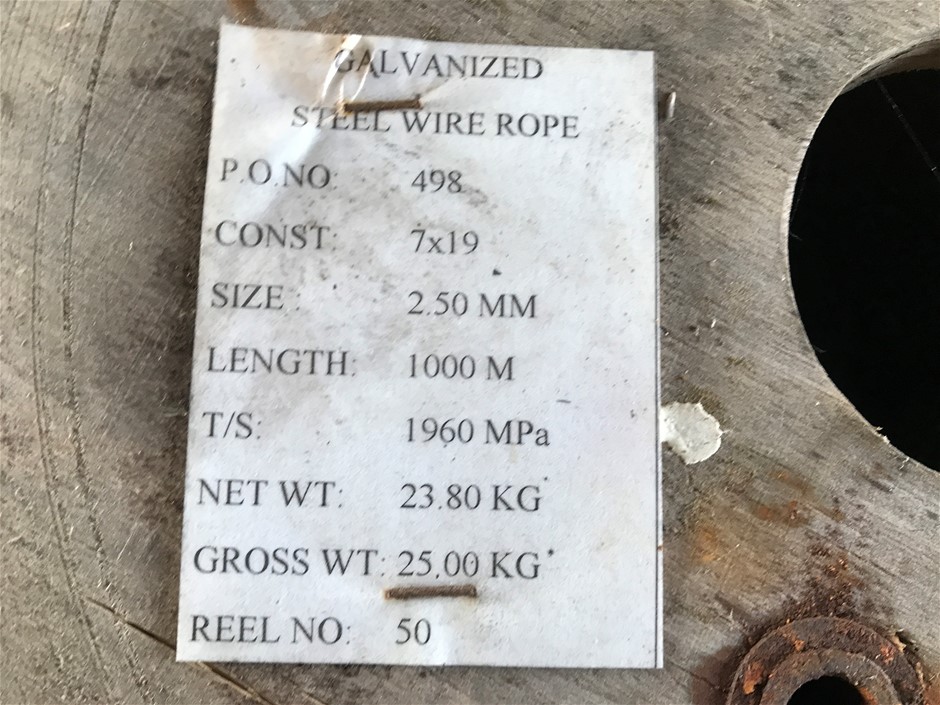 GALVANIZED
STEEL WIRE ROPE
P.O.NO: 498
CONST: 7x19
SIZE : 2.50 MM
LENGTH: 1000 M
T/S: 1960 MPa
NET WT: 23.80 KG
GROSS WT: 25.00 KG
REEL NO: 50